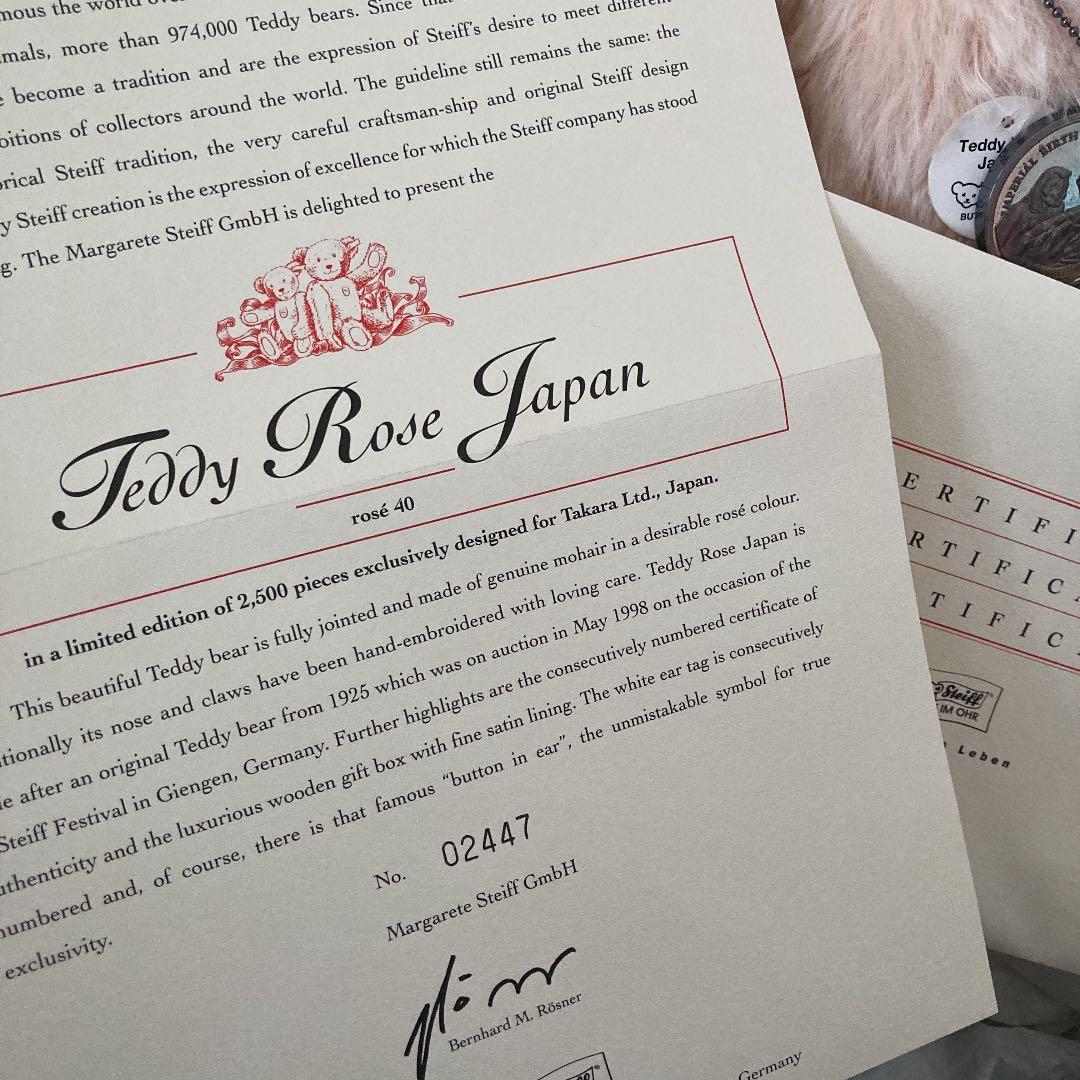 mous the world
mals, more than 974,000 Teddy bears. Since
become a tradition and are the expression of Steiff's desire to meet different
bitions of collectors around the world. The guideline still remains the same: the
orical Steiff tradition, the very careful craftsman-ship and original Steiff design
y Steiff creation is the expression of excellence for which the Steiff company has stood
g. The Margarete Steiff GmbH is delighted to present the
Teddy Rose Japan
rosé 40
in a limited edition of 2,500 pieces exclusively designed for Takara Ltd., Japan.
This beautiful Teddy bear is fully jointed and made of genuine mohair in a desirable rosé colour.
tionally its nose and claws have been hand-embroidered with loving care. Teddy Rose Japan is
e after an original Teddy bear from 1925 which was on auction in May 1998 on the occasion of the
Steiff Festival in Giengen, Germany. Further highlights are the consecutively numbered certificate of
uthenticity and the luxurious wooden gift box with fine satin lining. The white ear tag is consecutively
numbered and, of course, there is that famous “button in ear”, the unmistakable symbol for true
exclusivity.
No. 02447
Margarete Steiff GmbH
Bernhard M. Rösner
Germany
Teddy
Ja
IMPERIAL BIRTH
ERTIFI
RTIFICA
TIFIC
Steiff
IM OHR
Leben